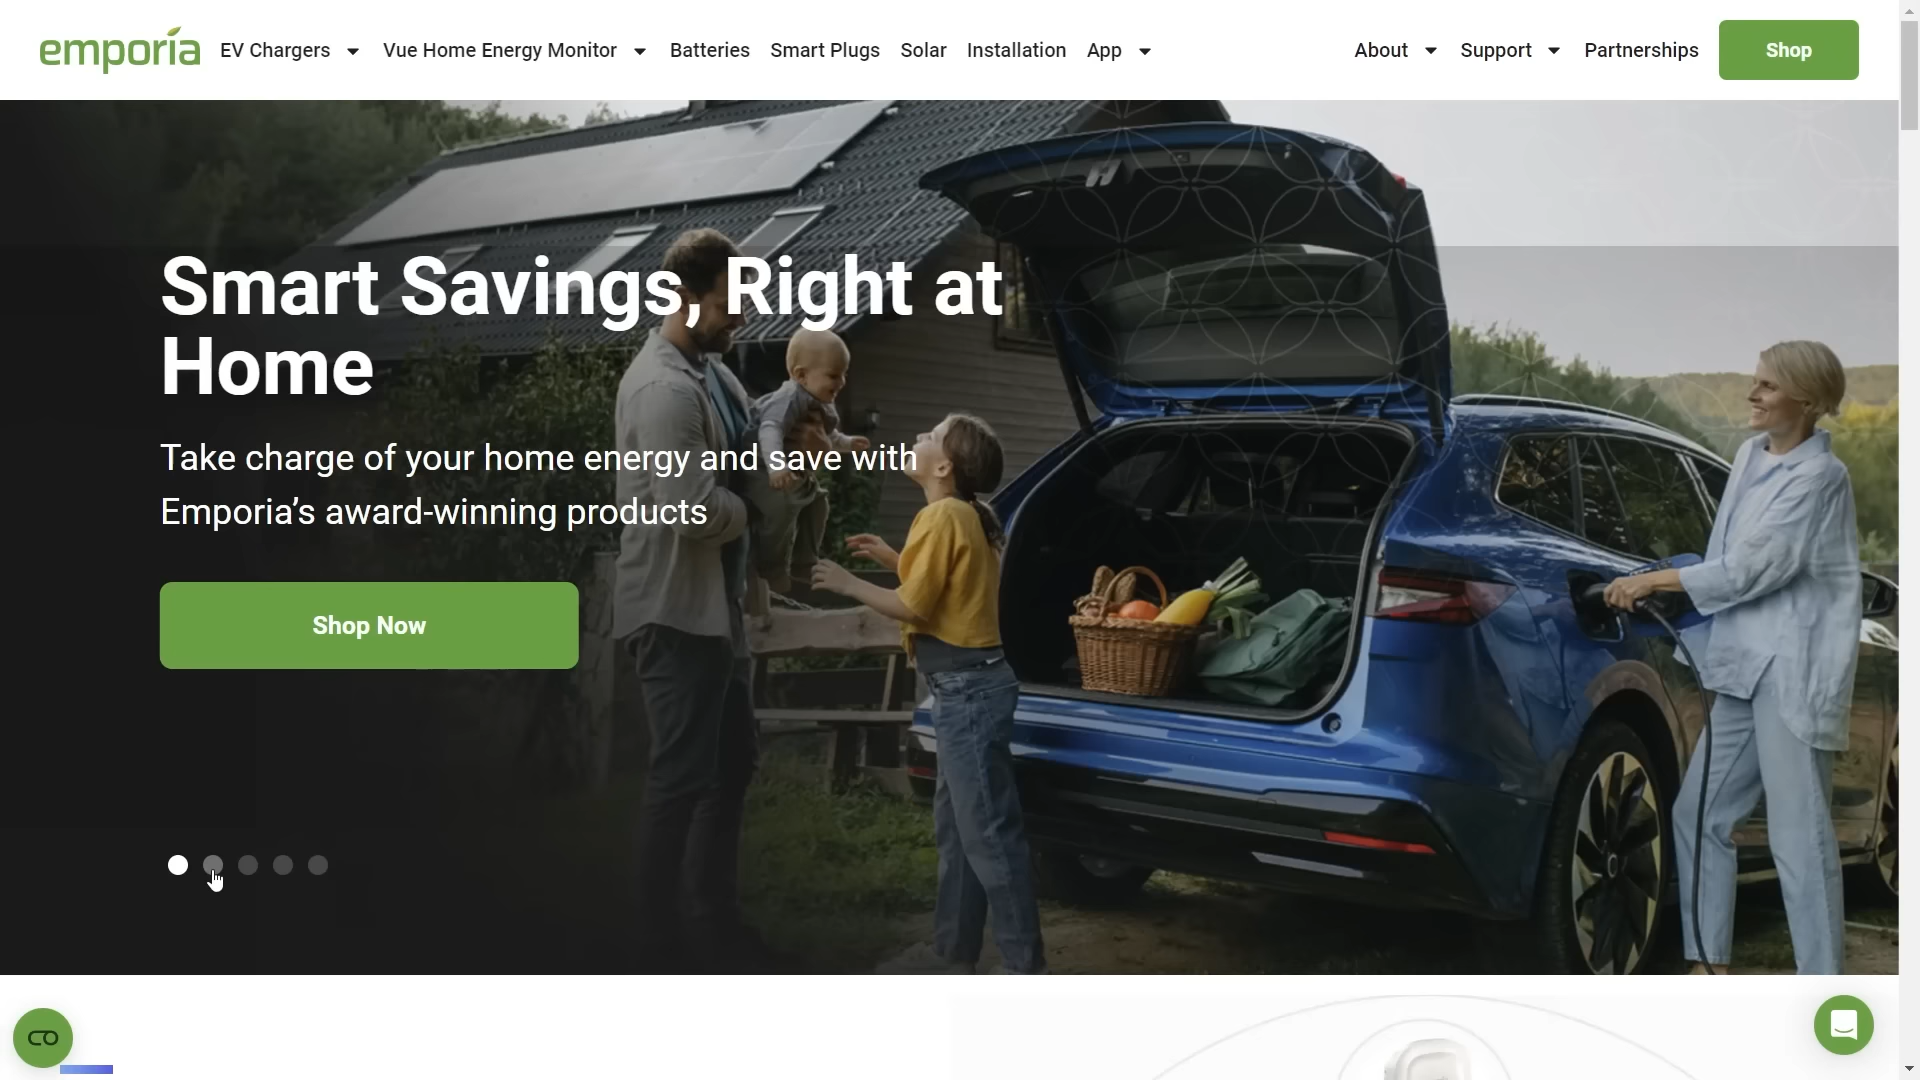 emporia
EV Chargers
Vue Home Energy Monitor
Batteries
Smart Plugs
Solar
Installation
App
About
Support
Partnerships
Shop
Smart Savings, Right at
Home
Take charge of your home energy and save with
Emporia’s award-winning products
Shop Now